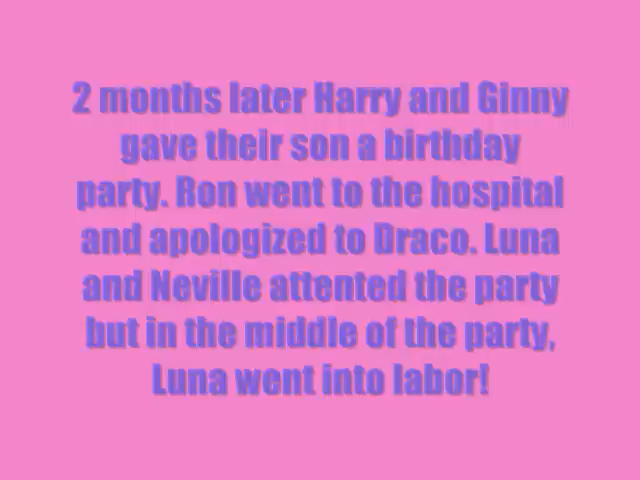 2 months later Harry and Ginny
gave their son a birthday
party. Ron went to the hospital
and apologized to Draco. Luna
and Neville attented the party
but in the middle of the party,
Luna went into labor!